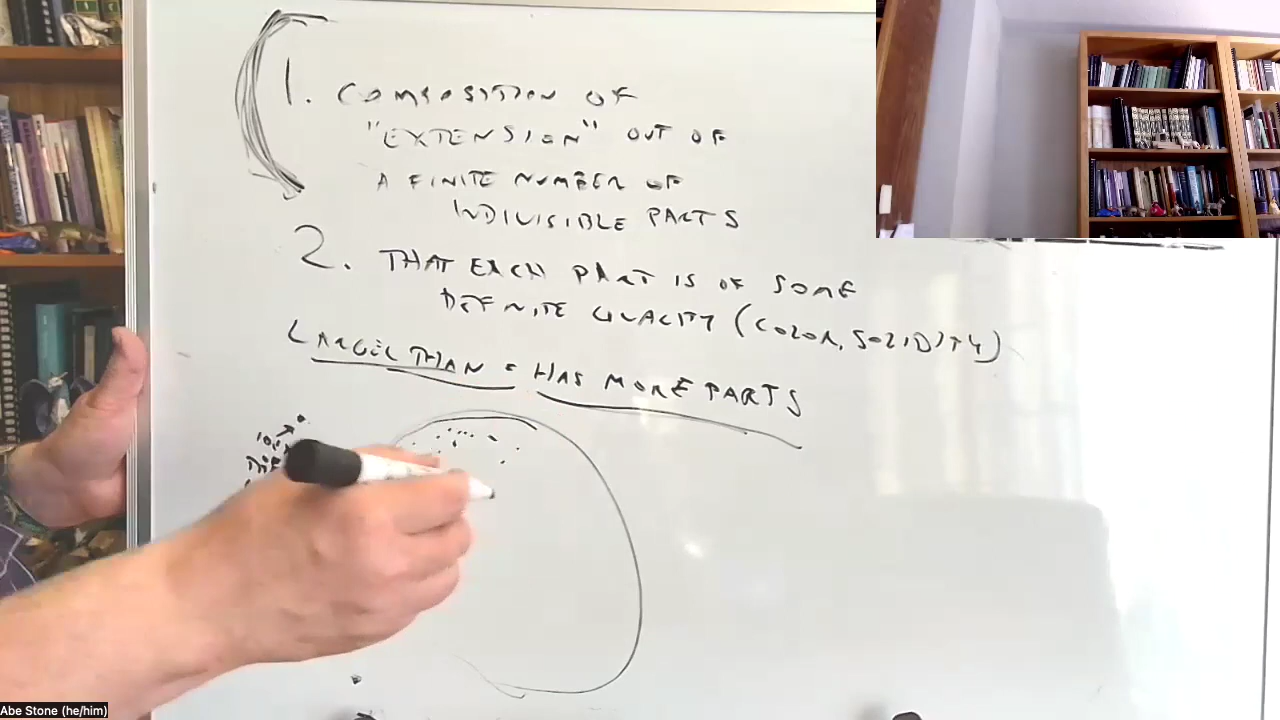 1. COMPOSITION OF
"EXTENSION" OUT OF
A FINITE NUMBER OF
INDIVISIBLE PARTS
2. THAT EACH PART IS OF SOME
DEFINITE QUALITY (COLOR, SOLIDITY)
LARGER THAN = HAS MORE PARTS
Abe Stone (he/him)